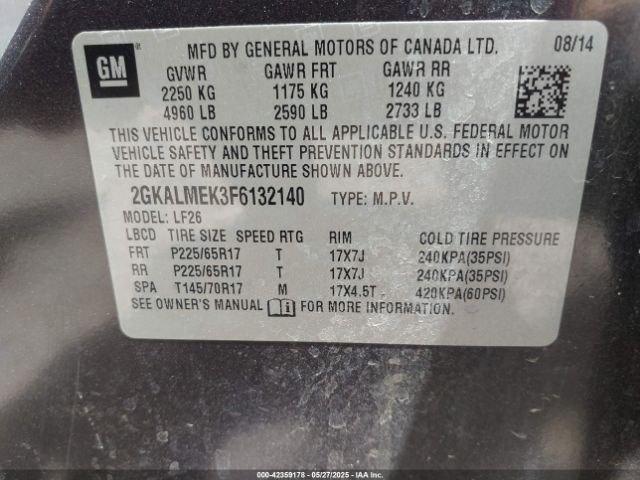 GM
MFD BY GENERAL MOTORS OF CANADA LTD. 08/14
GVWR GAWR FRT GAWR RR
2250 KG 1175 KG 1240 KG
4960 LB 2590 LB 2733 LB
THIS VEHICLE CONFORMS TO ALL APPLICABLE U.S. FEDERAL MOTOR
VEHICLE SAFETY AND THEFT PREVENTION STANDARDS IN EFFECT ON
THE DATE OF MANUFACTURE SHOWN ABOVE.
2GKALMEK3F6132140 TYPE: M.P.V.
MODEL: LF26
LBCD TIRE SIZE SPEED RTG RIM COLD TIRE PRESSURE
FRT P225/65R17 T 17X7J 240KPA(35PSI)
RR P225/65R17 T 17X7J 240KPA(35PSI)
SPA T145/70R17 M 17X4.5T 420KPA(60PSI)
SEE OWNER'S MANUAL FOR MORE INFORMATION.
000-42359178 - 05/27/2025 - IAAI.COM